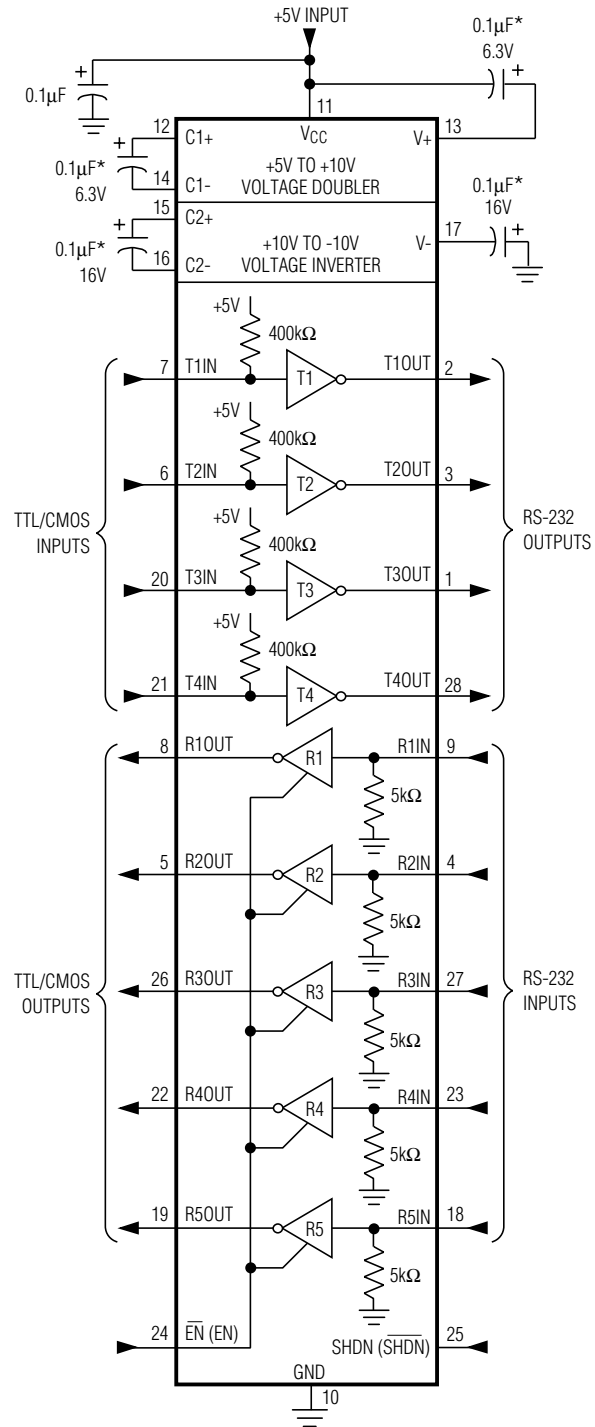 +5V INPUT
0.1µF*
6.3V
+
+
0.1µF
11
12
C1+
VCC
V+
13
+
0.1µF*
6.3V
14
C1-
+5V TO +10V
VOLTAGE DOUBLER
15
C2+
+
0.1µF*
16V
16
C2-
+10V TO -10V
VOLTAGE INVERTER
V-
17
0.1µF*
16V
+
+5V
400kΩ
7
T1IN
T1
T1OUT
2
+5V
400kΩ
6
T2IN
T2
T2OUT
3
TTL/CMOS
INPUTS
RS-232
OUTPUTS
+5V
400kΩ
20
T3IN
T3
T3OUT
1
+5V
400kΩ
21
T4IN
T4
T4OUT
28
8
R1OUT
R1
R1IN
9
5kΩ
5
R2OUT
R2
R2IN
4
5kΩ
TTL/CMOS
OUTPUTS
RS-232
INPUTS
26
R3OUT
R3
R3IN
27
5kΩ
22
R4OUT
R4
R4IN
23
5kΩ
19
R5OUT
R5
R5IN
18
5kΩ
24
E̅N̅ (EN)
SHDN (S̅H̅D̅N̅)
25
GND
10